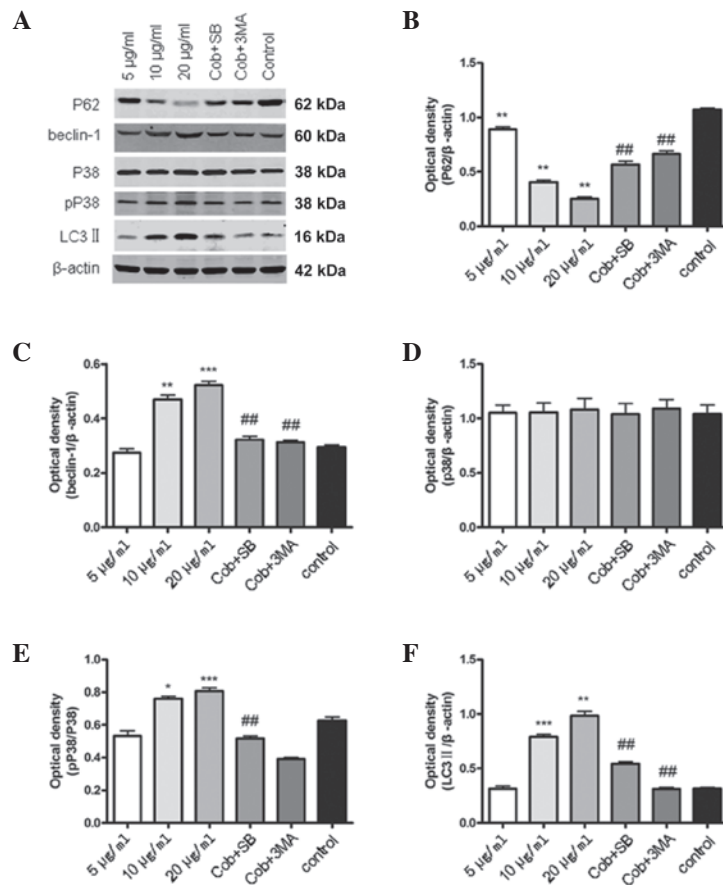 A
5 µg/ml
10 µg/ml
20 µg/ml
Cob+SB
Cob+3MA
Control
P62 62 kDa
beclin-1 60 kDa
P38 38 kDa
pP38 38 kDa
LC3 II 16 kDa
β-actin 42 kDa
B
Optical density
(P62/β -actin)
1.5
1.0
0.5
0.0
**
**
**
##
##
5 µg/ml
10 µg/ml
20 µg/ml
Cob+SB
Cob+3MA
control
C
Optical density
(beclin-1/β -actin)
0.6
0.4
0.2
0.0
**
***
##
##
5 µg/ml
10 µg/ml
20 µg/ml
Cob+SB
Cob+3MA
control
D
Optical density
(p38/β -actin)
1.5
1.0
0.5
0.0
5 µg/ml
10 µg/ml
20 µg/ml
Cob+SB
Cob+3MA
control
E
Optical density
(pP38/P38)
1.0
0.8
0.6
0.4
0.2
0.0
*
***
##
5 µg/ml
10 µg/ml
20 µg/ml
Cob+SB
Cob+3MA
control
F
Optical density
(LC3 II/β -actin)
1.5
1.0
0.5
0.0
***
**
##
##
5 µg/ml
10 µg/ml
20 µg/ml
Cob+SB
Cob+3MA
control